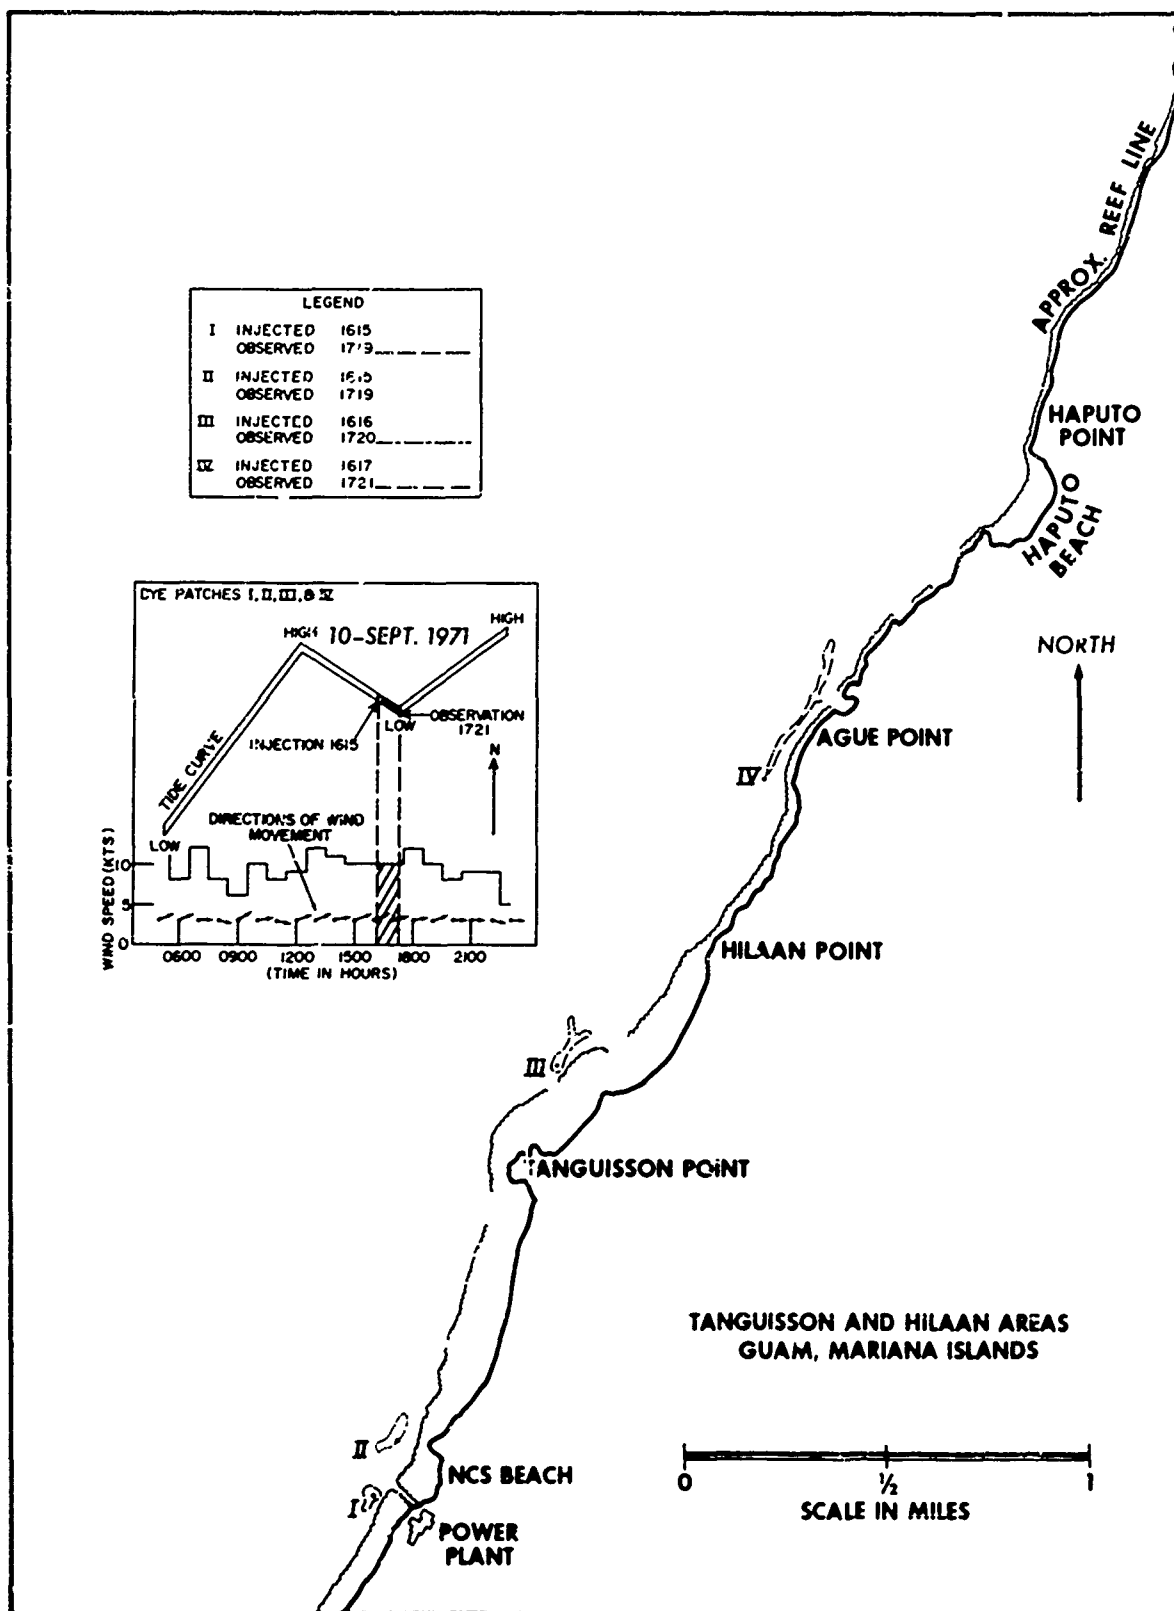 LEGEND
I INJECTED 1615
OBSERVED 1719
II INJECTED 1615
OBSERVED 1719
III INJECTED 1616
OBSERVED 1720
IV INJECTED 1617
OBSERVED 1721
DYE PATCHES I, II, III, & IV
HIGH 10-SEPT. 1971
HIGH
OBSERVATION
1721
LOW
INJECTION 1615
N
TIDE CURVE
LOW
DIRECTIONS OF WIND
MOVEMENT
WIND SPEED (KTS)
10
5
0
0600 0900 1200 1500 1800 2100
(TIME IN HOURS)
APPROX. REEF LINE
HAPUTO
POINT
HAPUTO
BEACH
NORTH
AGUE POINT
IV
HILAAN POINT
III
TANGUISSON POINT
TANGUISSON AND HILAAN AREAS
GUAM, MARIANA ISLANDS
II
NCS BEACH
I
POWER
PLANT
0 ½ 1
SCALE IN MILES